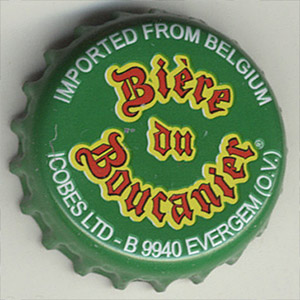 IMPORTED FROM BELGIUM
Bière
du
Boucanier®
ICOBES LTD - B 9940 EVERGEM (O.V.)